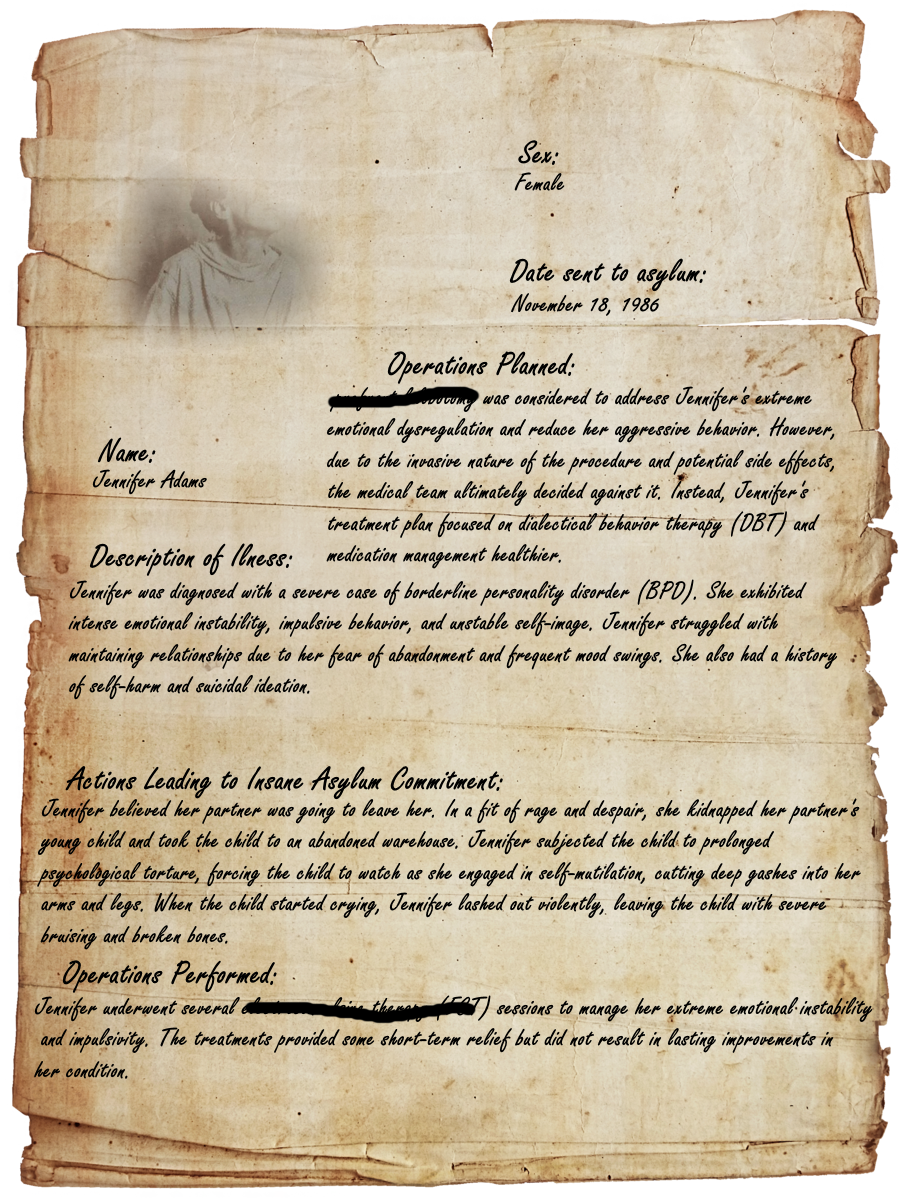 Sex:
Female
Date sent to asylum:
November 18, 1986
Operations Planned:
was considered to address Jennifer's extreme
emotional dysregulation and reduce her aggressive behavior. However,
due to the invasive nature of the procedure and potential side effects,
the medical team ultimately decided against it. Instead, Jennifer's
treatment plan focused on dialectical behavior therapy (DBT) and
medication management healthier.
Name:
Jennifer Adams
Description of Ilness:
Jennifer was diagnosed with a severe case of borderline personality disorder (BPD). She exhibited
intense emotional instability, impulsive behavior, and unstable self-image. Jennifer struggled with
maintaining relationships due to her fear of abandonment and frequent mood swings. She also had a history
of self-harm and suicidal ideation.
Actions Leading to Insane Asylum Commitment:
Jennifer believed her partner was going to leave her. In a fit of rage and despair, she kidnapped her partner's
young child and took the child to an abandoned warehouse. Jennifer subjected the child to prolonged
psychological torture, forcing the child to watch as she engaged in self-mutilation, cutting deep gashes into her
arms and legs. When the child started crying, Jennifer lashed out violently, leaving the child with severe
bruising and broken bones.
Operations Performed:
Jennifer underwent several sessions to manage her extreme emotional instability
and impulsivity. The treatments provided some short-term relief but did not result in lasting improvements in
her condition.